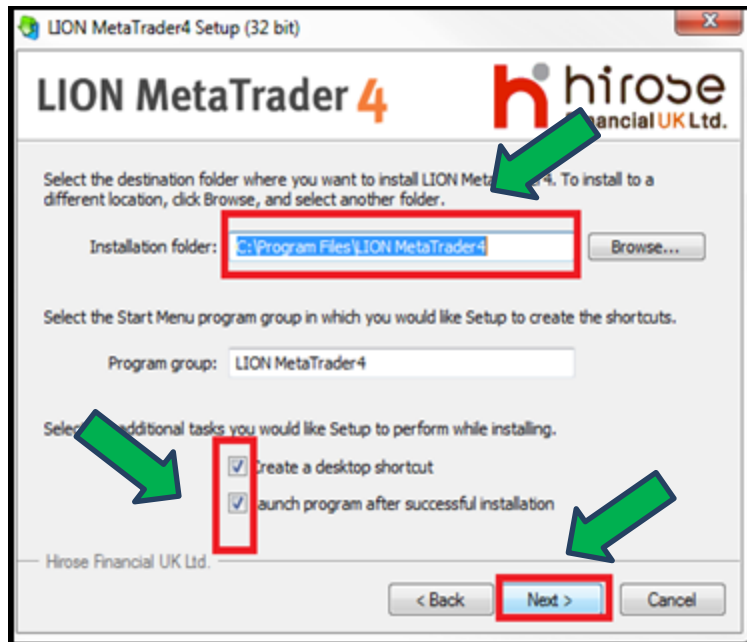 LION MetaTrader4 Setup (32 bit)
LION MetaTrader 4
hirose
Financial UK Ltd.
Select the destination folder where you want to install LION MetaTrader4. To install to a
different location, click Browse, and select another folder.
Installation folder: C:\Program Files\LION MetaTrader4 Browse...
Select the Start Menu program group in which you would like Setup to create the shortcuts.
Program group: LION MetaTrader4
Select additional tasks you would like Setup to perform while installing.
Create a desktop shortcut
Launch program after successful installation
Hirose Financial UK Ltd.
< Back Next > Cancel